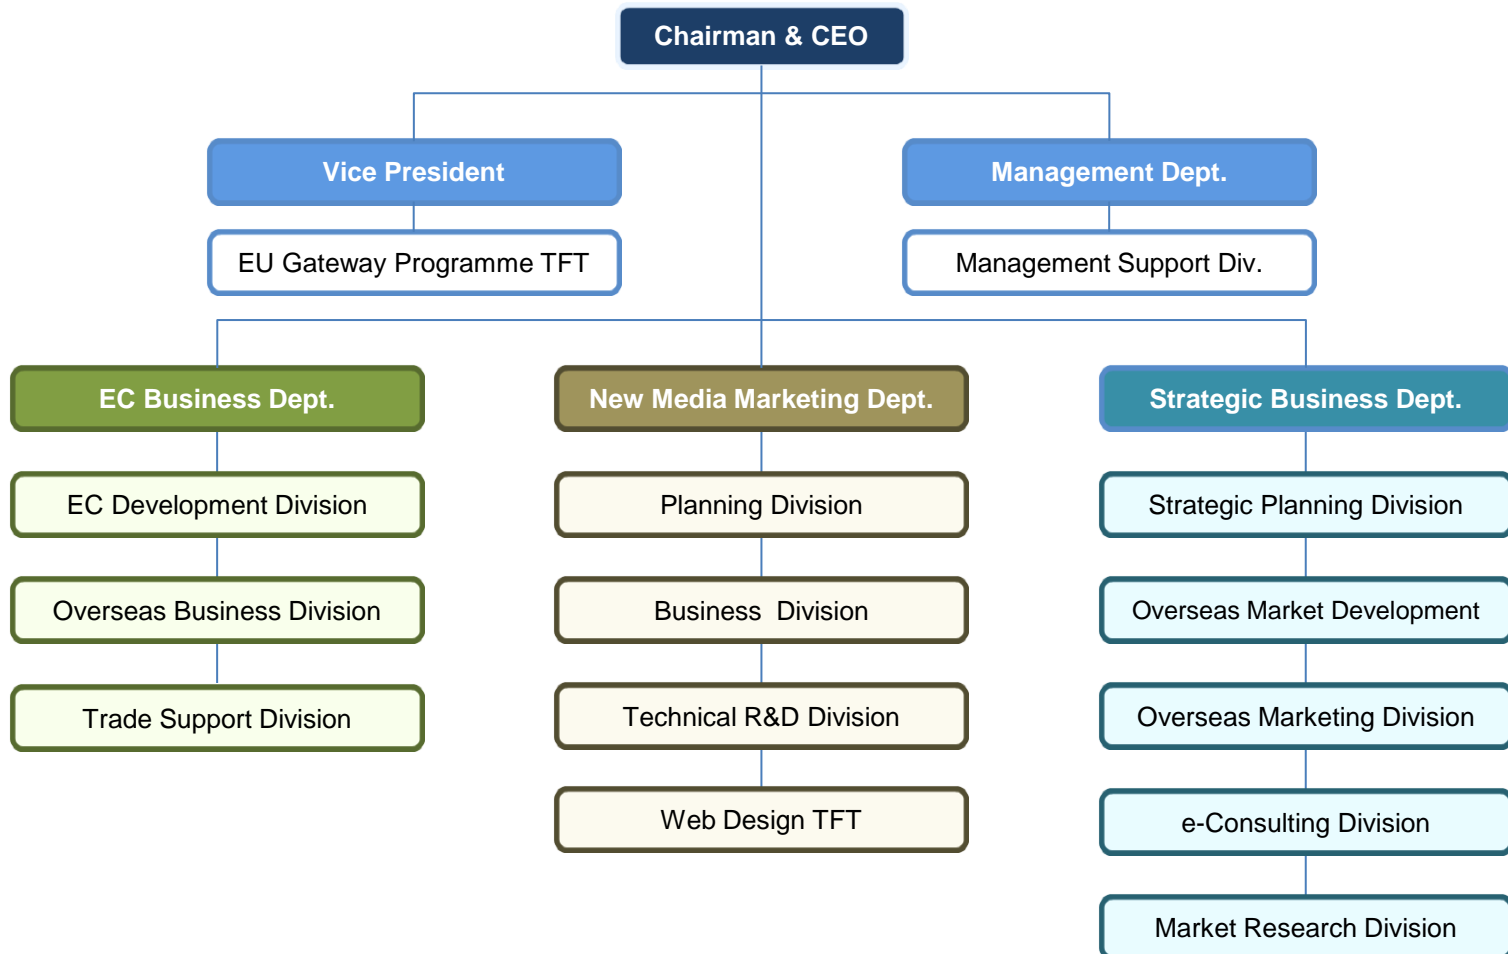 Chairman & CEO
Vice President
Management Dept.
EU Gateway Programme TFT
Management Support Div.
EC Business Dept.
New Media Marketing Dept.
Strategic Business Dept.
EC Development Division
Planning Division
Strategic Planning Division
Overseas Business Division
Business  Division
Overseas Market Development
Trade Support Division
Technical R&D Division
Overseas Marketing Division
Web Design TFT
e-Consulting Division
Market Research Division